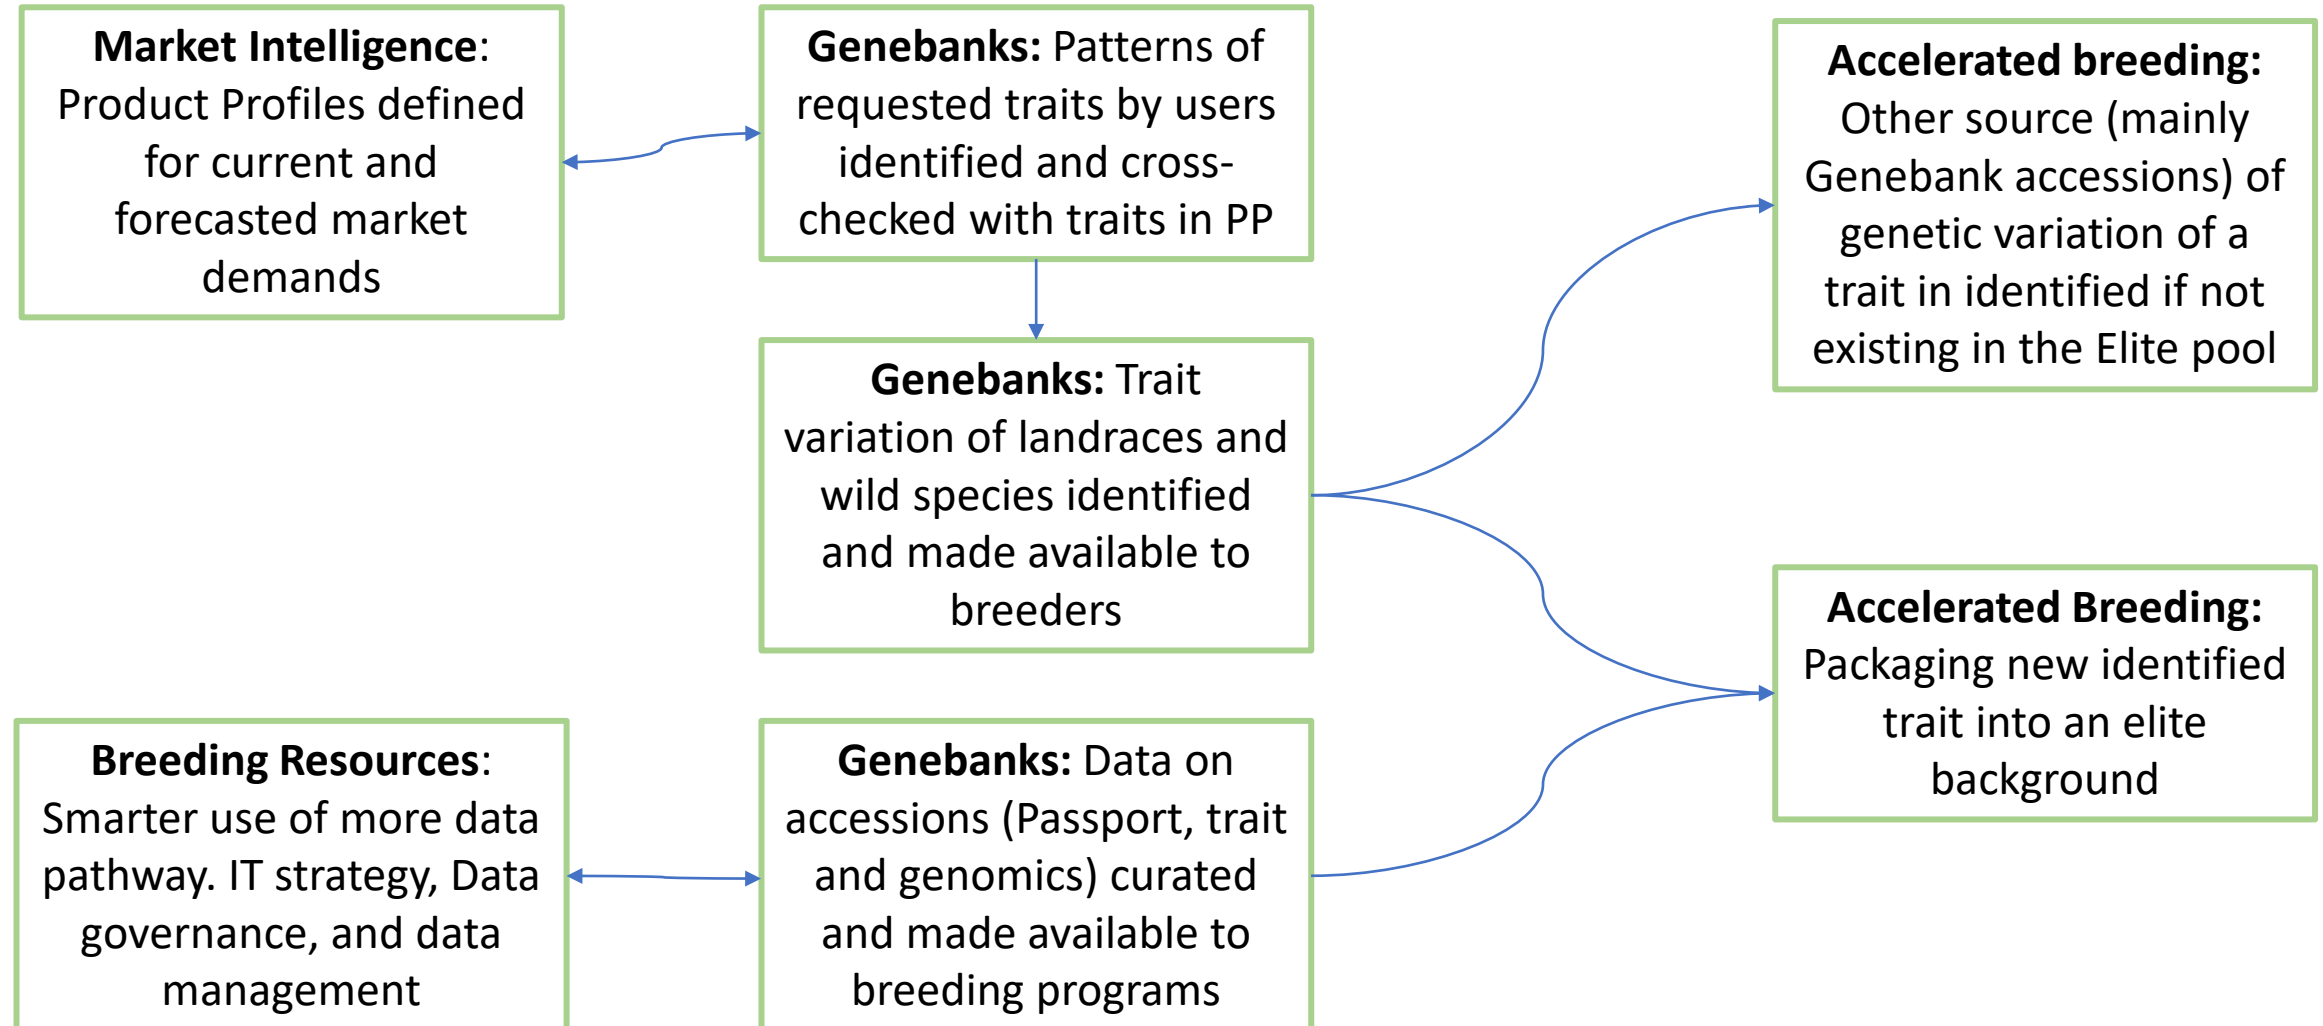 Market Intelligence:
Product Profiles defined
for current and
forecasted market
demands
Genebanks: Patterns of
requested traits by users
identified and cross-
checked with traits in PP
Accelerated breeding:
Other source (mainly
Genebank accessions) of
genetic variation of a
trait in identified if not
existing in the Elite pool
Genebanks: Trait
variation of landraces and
wild species identified
and made available to
breeders
Accelerated Breeding:
Packaging new identified
trait into an elite
background
Breeding Resources:
Smarter use of more data
pathway. IT strategy, Data
governance, and data
management
Genebanks: Data on
accessions (Passport, trait
and genomics) curated
and made available to
breeding programs